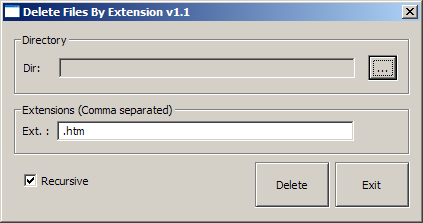 Delete Files By Extension v1.1
Directory
Dir:
...
Extensions (Comma separated)
Ext. : .htm
Recursive
Delete
Exit